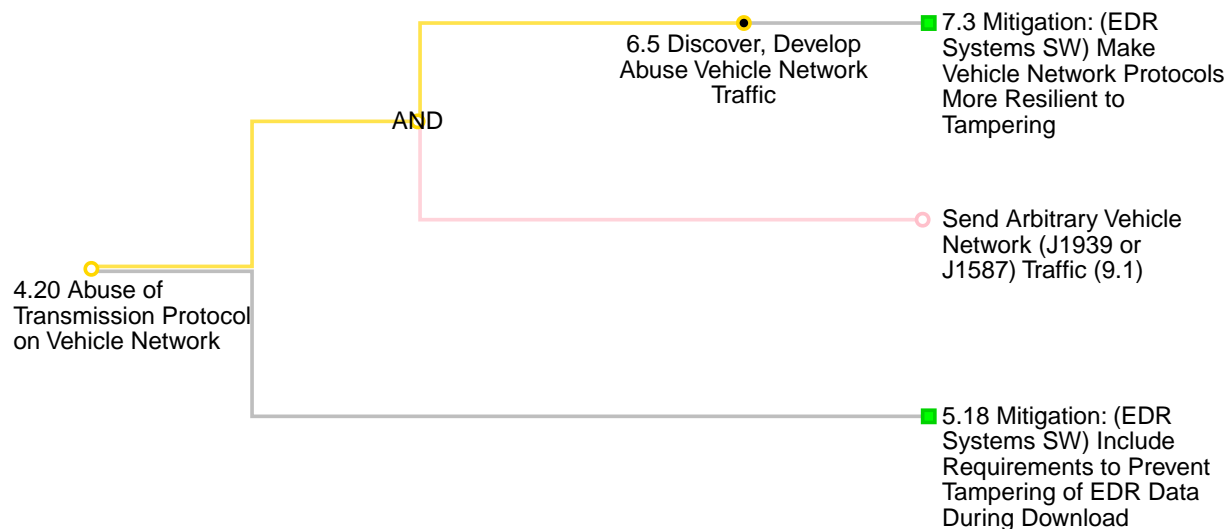 6.5 Discover, Develop
Abuse Vehicle Network
Traffic
7.3 Mitigation: (EDR
Systems SW) Make
Vehicle Network Protocols
More Resilient to
Tampering
AND
Send Arbitrary Vehicle
Network (J1939 or
J1587) Traffic (9.1)
4.20 Abuse of
Transmission Protocol
on Vehicle Network
5.18 Mitigation: (EDR
Systems SW) Include
Requirements to Prevent
Tampering of EDR Data
During Download